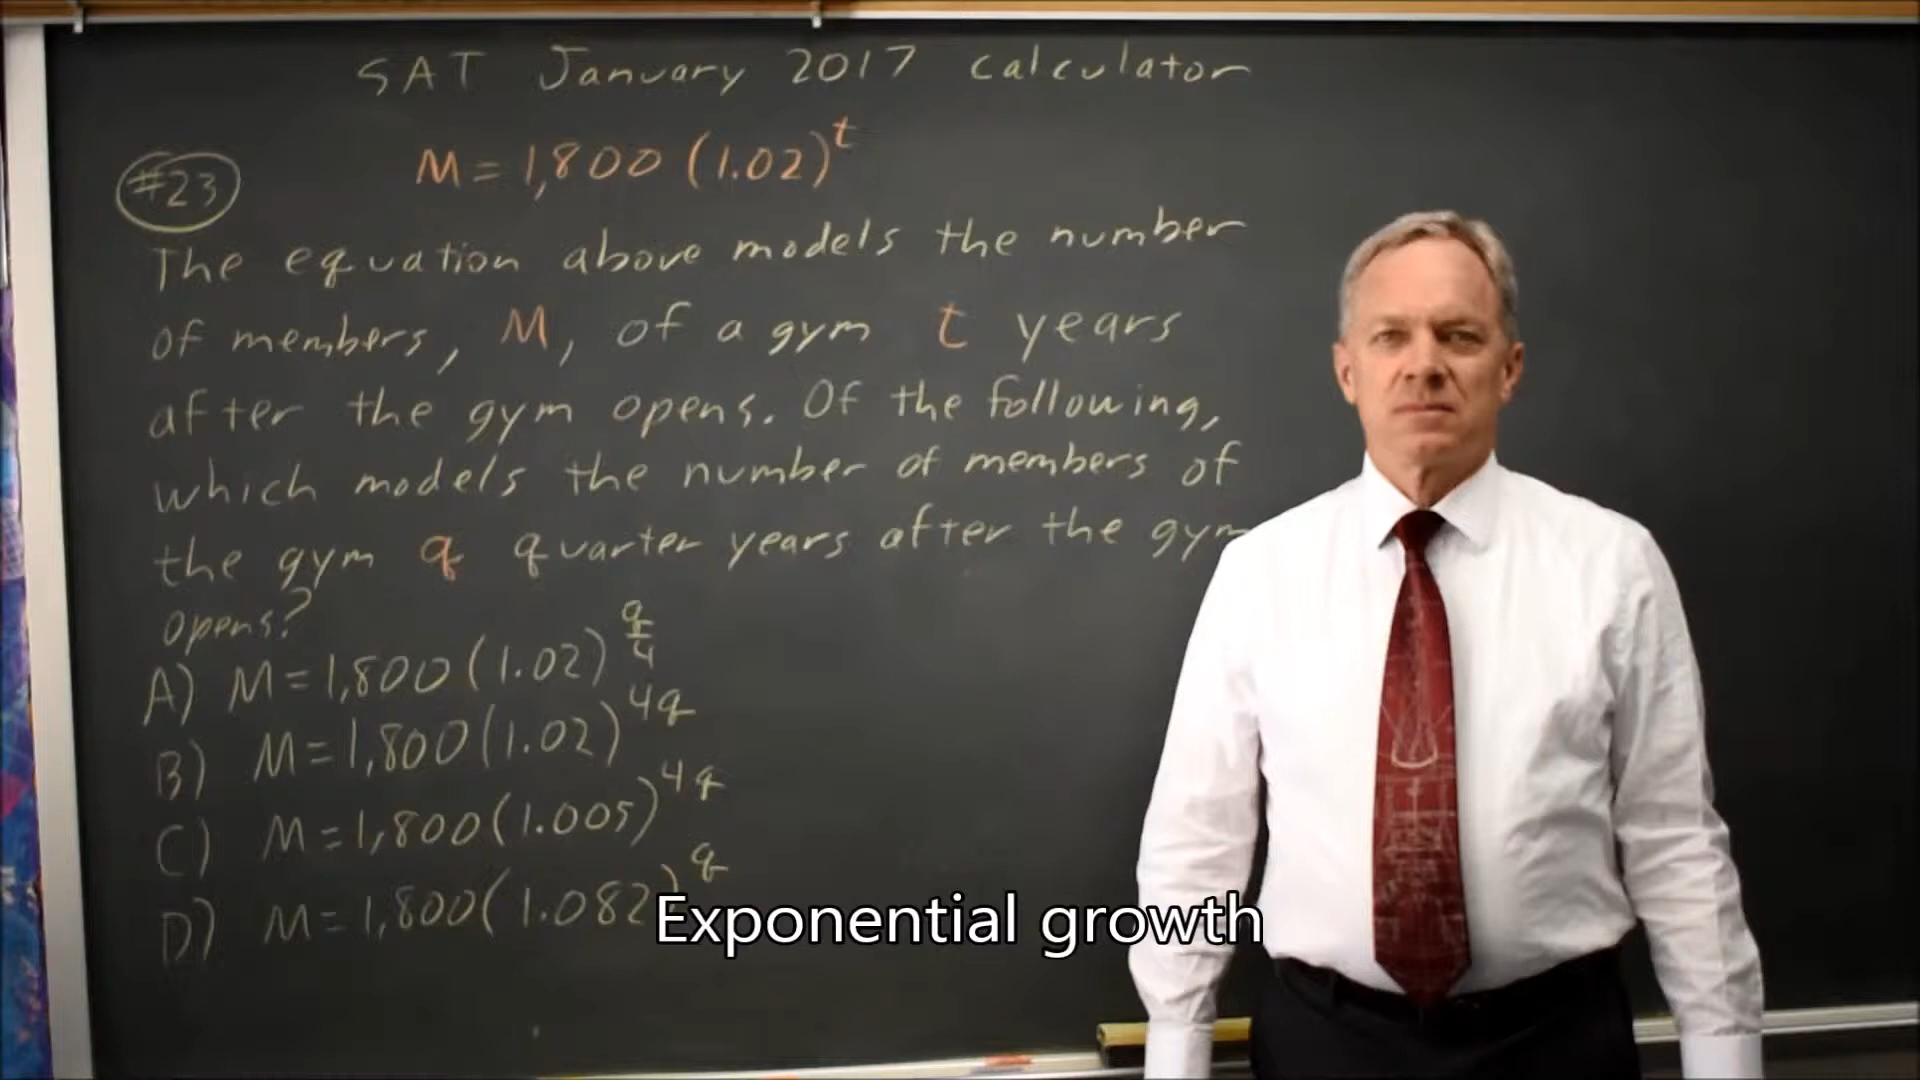 SAT January 2017 calculator
M = 1,800 (1.02)^t
#23
The equation above models the number
of members, M, of a gym t years
after the gym opens. Of the following,
which models the number of members of
the gym q quarter years after the gym
opens?
A) M = 1,800 (1.02)^(q/4)
B) M = 1,800 (1.02)^4q
C) M = 1,800 (1.005)^4q
D) M = 1,800 (1.082)^q
Exponential growth